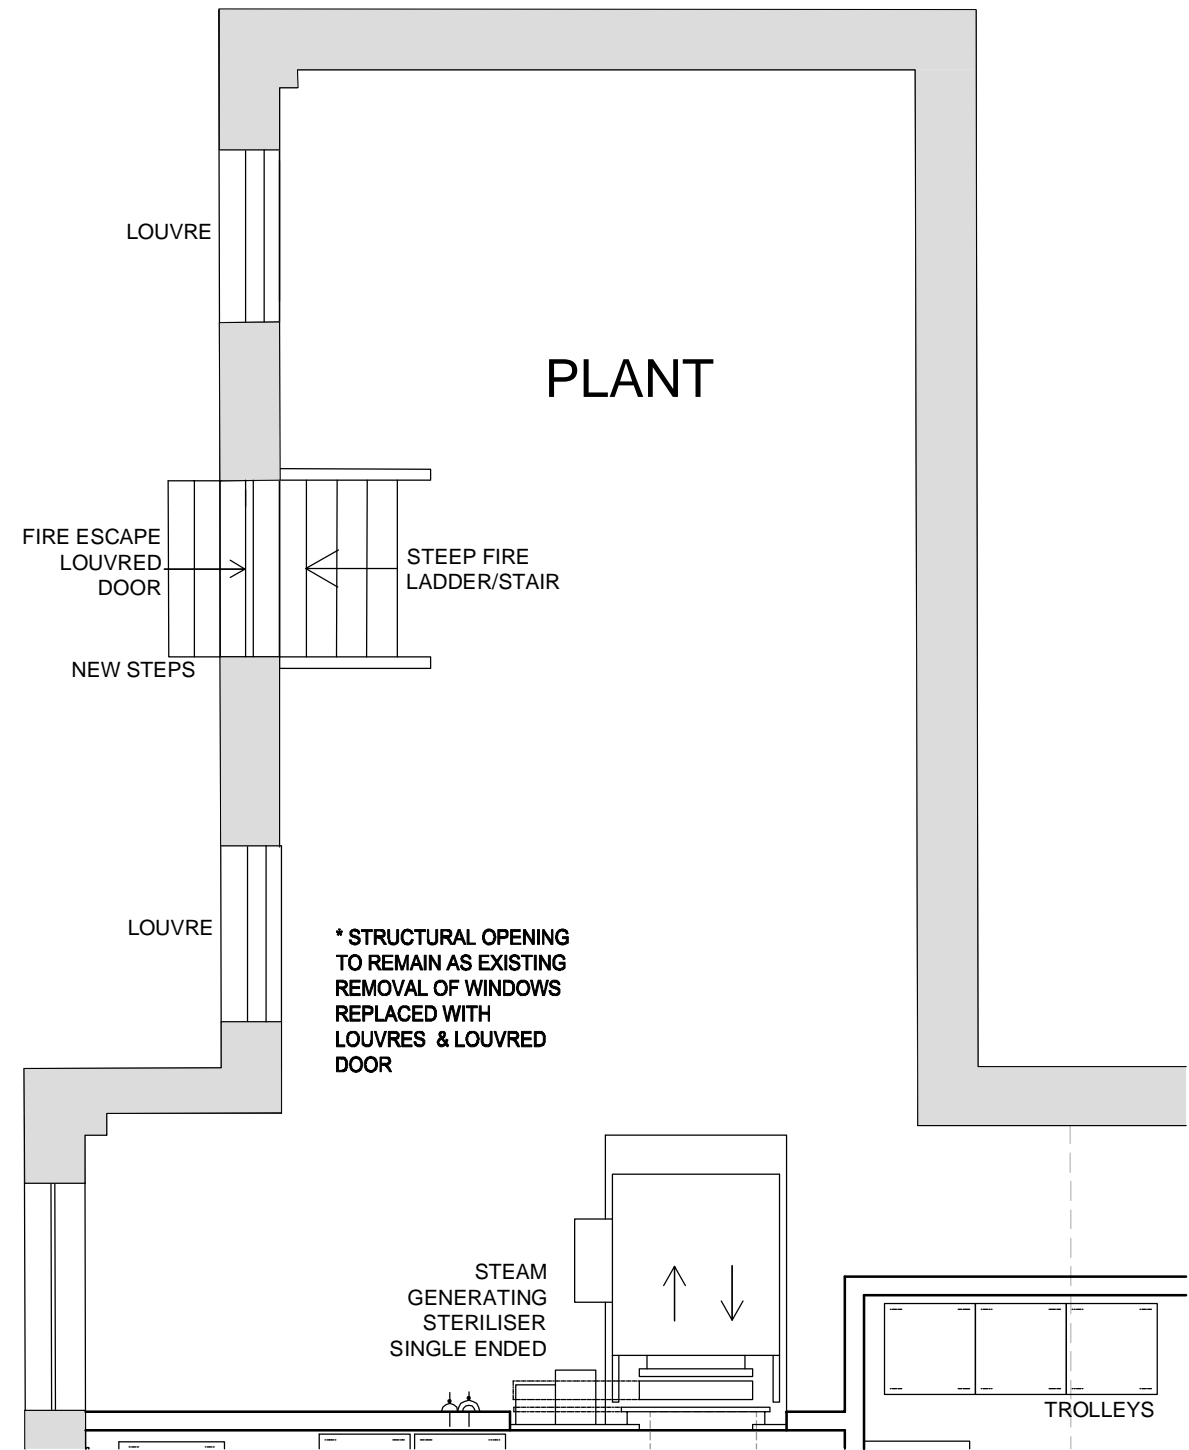 LOUVRE
PLANT
FIRE ESCAPE
LOUVRED
DOOR
STEEP FIRE
LADDER/STAIR
NEW STEPS
LOUVRE
* STRUCTURAL OPENING
TO REMAIN AS EXISTING
REMOVAL OF WINDOWS
REPLACED WITH
LOUVRES & LOUVRED
DOOR
STEAM
GENERATING
STERILISER
SINGLE ENDED
TROLLEYS